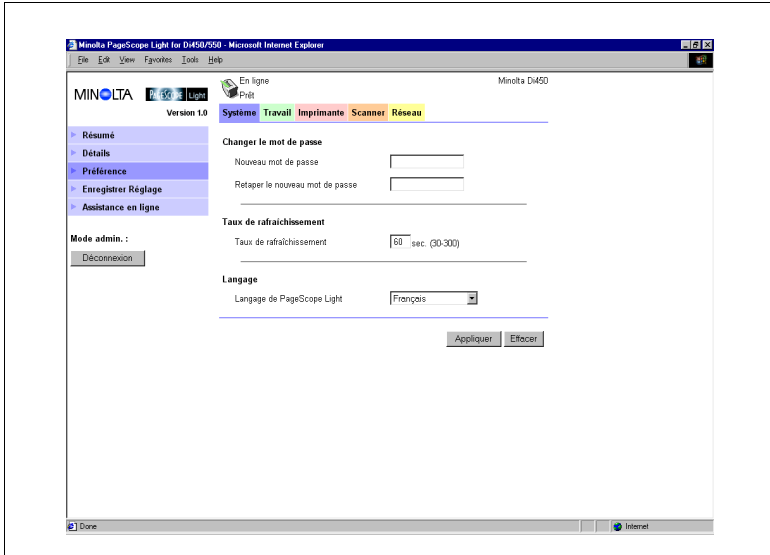 Minolta PageScope Light for Di450/550 - Microsoft Internet Explorer
File Edit View Favorites Tools Help
MINOLTA PAGESCOPE Light
Version 1.0
En ligne
Prêt
Minolta Di450
Système Travail Imprimante Scanner Réseau
Résumé
Détails
Préférence
Enregistrer Réglage
Assistance en ligne
Mode admin. :
Déconnexion
Changer le mot de passe
Nouveau mot de passe
Retaper le nouveau mot de passe
Taux de rafraíchissement
Taux de rafraîchissement 60 sec. (30-300)
Langage
Langage de PageScope Light Français
Appliquer Effacer
Done Internet